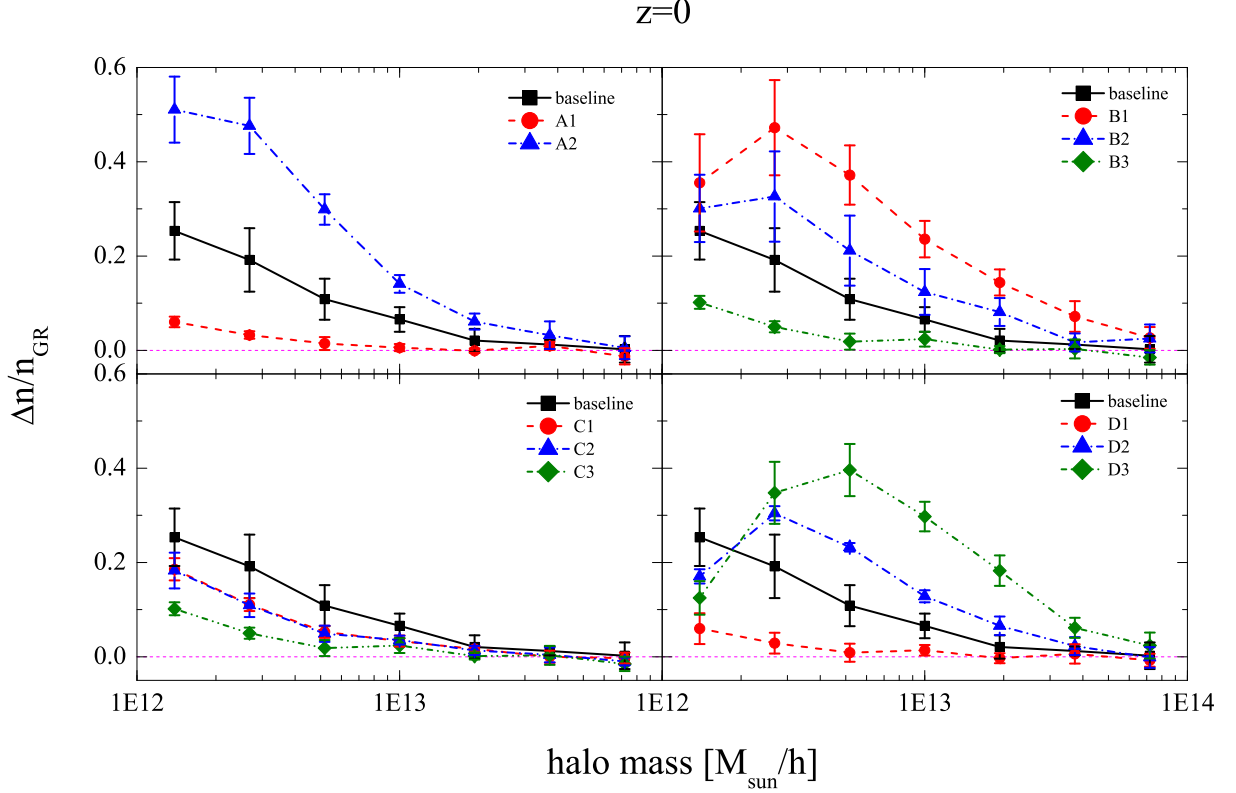 z=0
0.6
0.4
0.2
0.0
baseline
A1
A2
baseline
B1
B2
B3
0.6
0.4
0.2
0.0
baseline
C1
C2
C3
baseline
D1
D2
D3
Δn/n_GR
1E12
1E13
1E12
1E13
1E14
halo mass [M_sun/h]